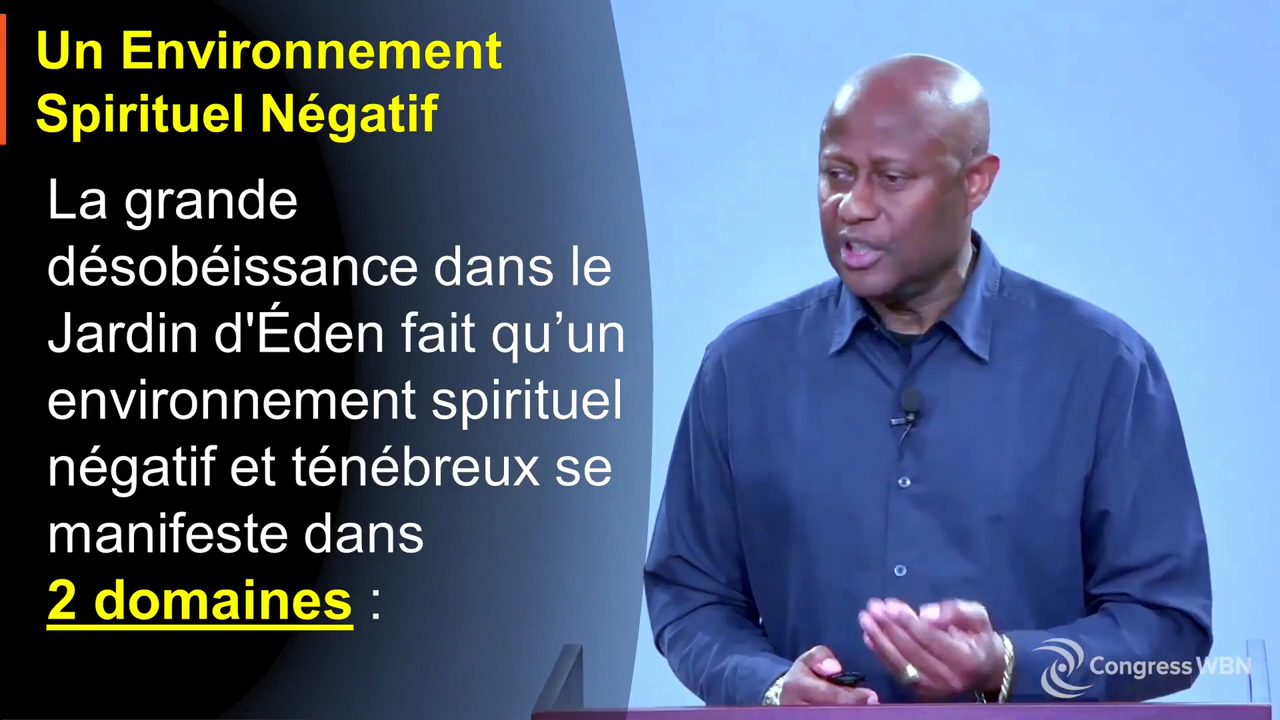 Un Environnement
Spirituel Négatif
La grande
désobéissance dans le
Jardin d'Éden fait qu’un
environnement spirituel
négatif et ténébreux se
manifeste dans
2 domaines :
Congress WBN